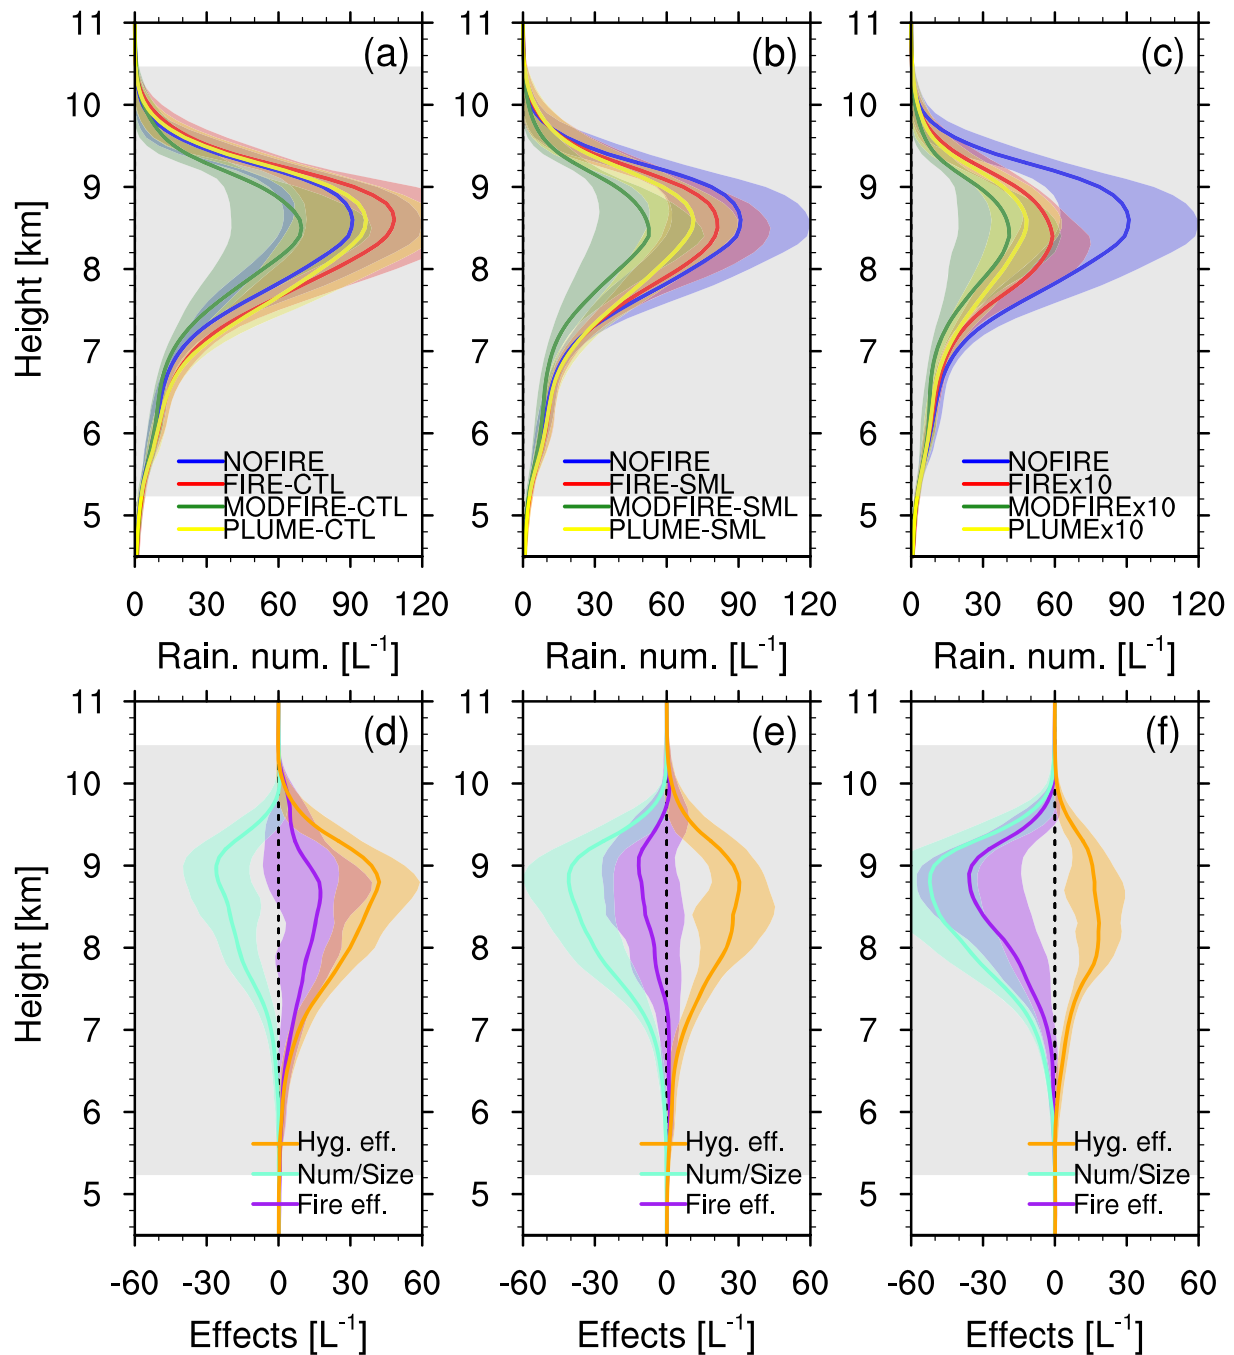 (a)
11
10
9
8
7
6
5
Height [km]
NOFIRE
FIRE-CTL
MODFIRE-CTL
PLUME-CTL
0 30 60 90 120
Rain. num. [L⁻¹]
(b)
11
10
9
8
7
6
5
NOFIRE
FIRE-SML
MODFIRE-SML
PLUME-SML
0 30 60 90 120
Rain. num. [L⁻¹]
(c)
11
10
9
8
7
6
5
NOFIRE
FIREx10
MODFIREx10
PLUMEx10
0 30 60 90 120
Rain. num. [L⁻¹]
(d)
11
10
9
8
7
6
5
Height [km]
Hyg. eff.
Num/Size
Fire eff.
-60 -30 0 30 60
Effects [L⁻¹]
(e)
11
10
9
8
7
6
5
Hyg. eff.
Num/Size
Fire eff.
-60 -30 0 30 60
Effects [L⁻¹]
(f)
11
10
9
8
7
6
5
Hyg. eff.
Num/Size
Fire eff.
-60 -30 0 30 60
Effects [L⁻¹]